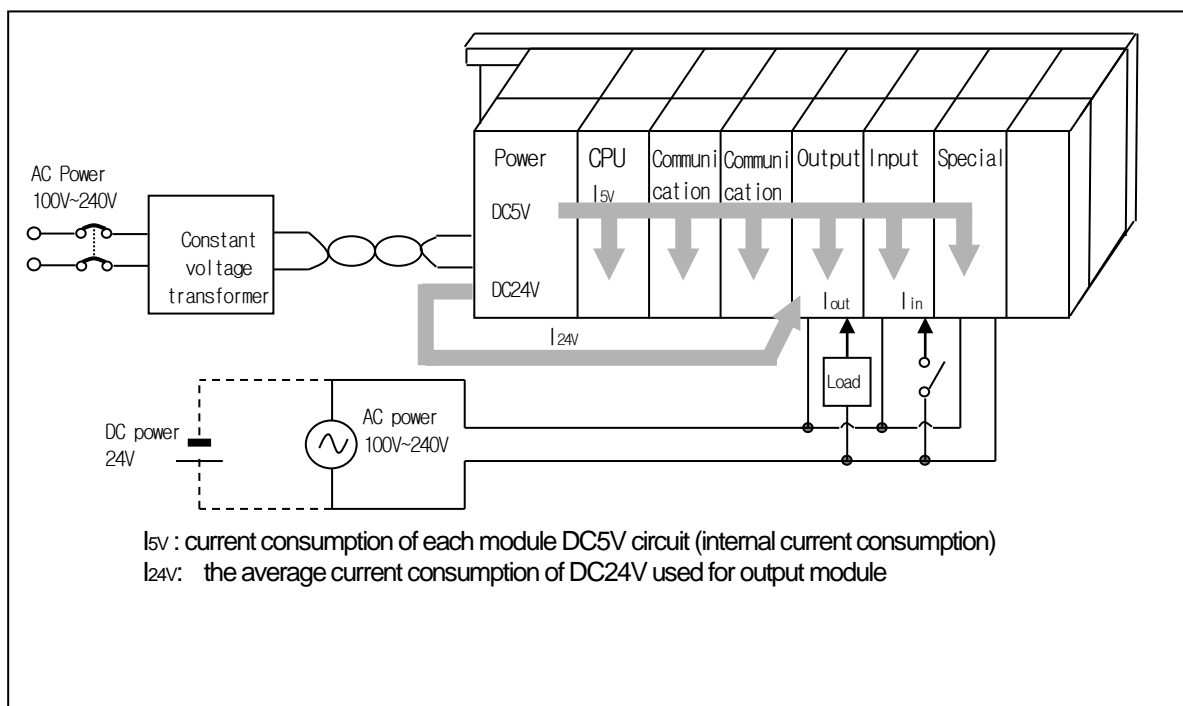 AC Power
100V~240V
Constant
voltage
transformer
Power
DC5V
DC24V
CPU
I5V
Communi
cation
Communi
cation
Output
Input
Special
Iout
Iin
I24V
Load
DC power
24V
AC power
100V~240V
I5V : current consumption of each module DC5V circuit (internal current consumption)
I24V: the average current consumption of DC24V used for output module